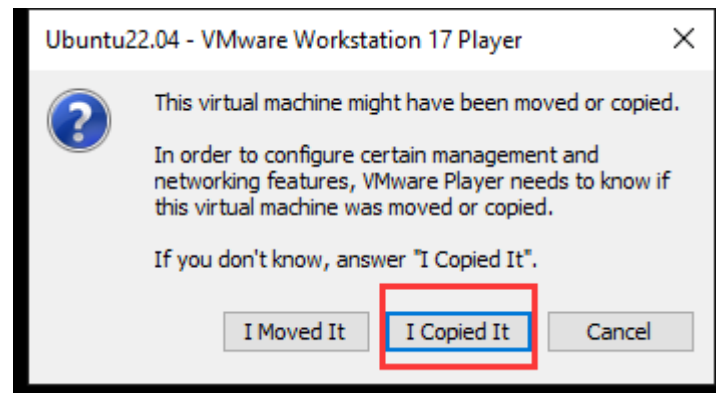 Ubuntu22.04 - VMware Workstation 17 Player
This virtual machine might have been moved or copied.
In order to configure certain management and
networking features, VMware Player needs to know if
this virtual machine was moved or copied.
If you don't know, answer "I Copied It".
I Moved It
I Copied It
Cancel